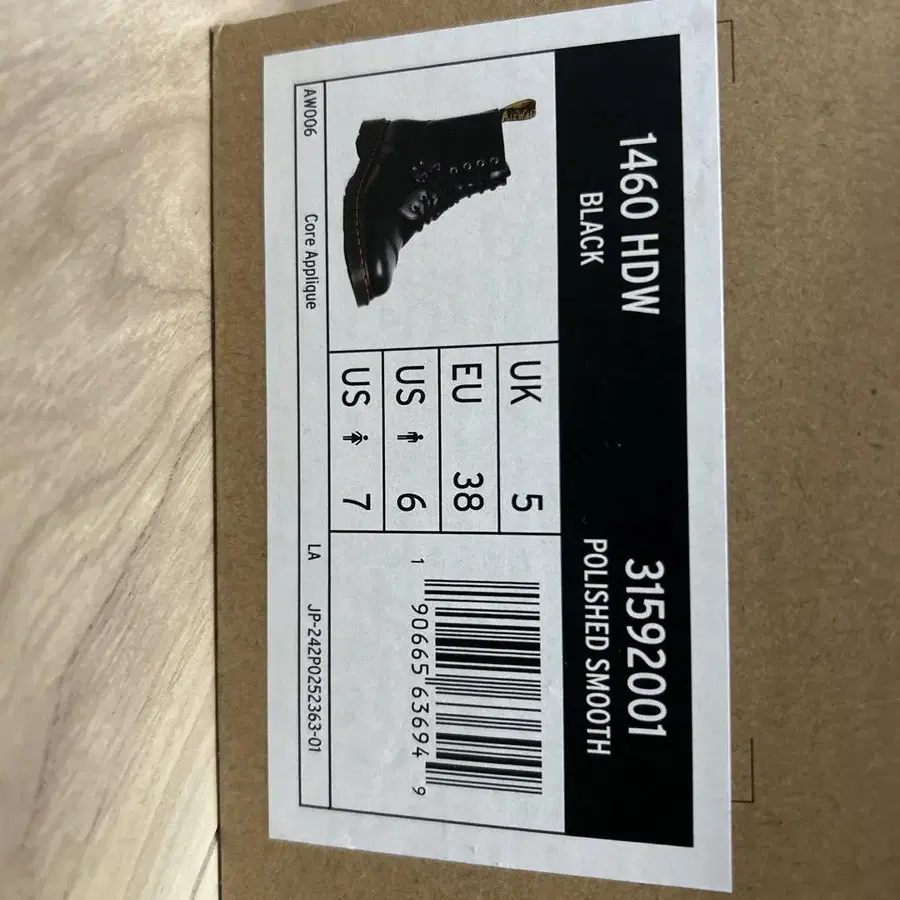 1460 HDW 31592001
BLACK POLISHED SMOOTH
AirWair
UK 5
EU 38
US 6
US 7
1 90665 63694 9
AW006 Core Applique LA JP-242P0252363-01